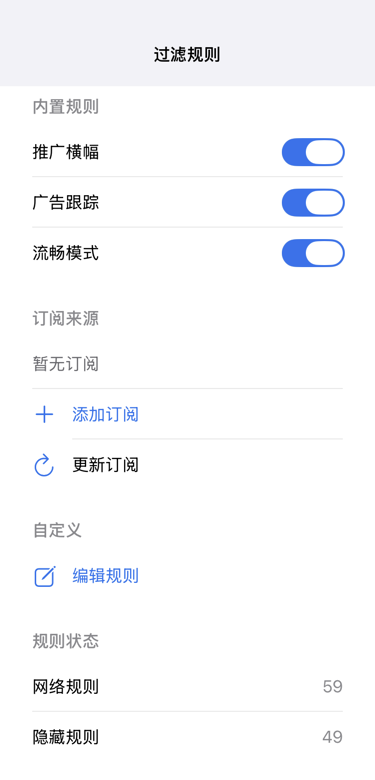 过滤规则
内置规则
推广横幅
广告跟踪
流畅模式
订阅来源
暂无订阅
添加订阅
更新订阅
自定义
编辑规则
规则状态
网络规则 59
隐藏规则 49